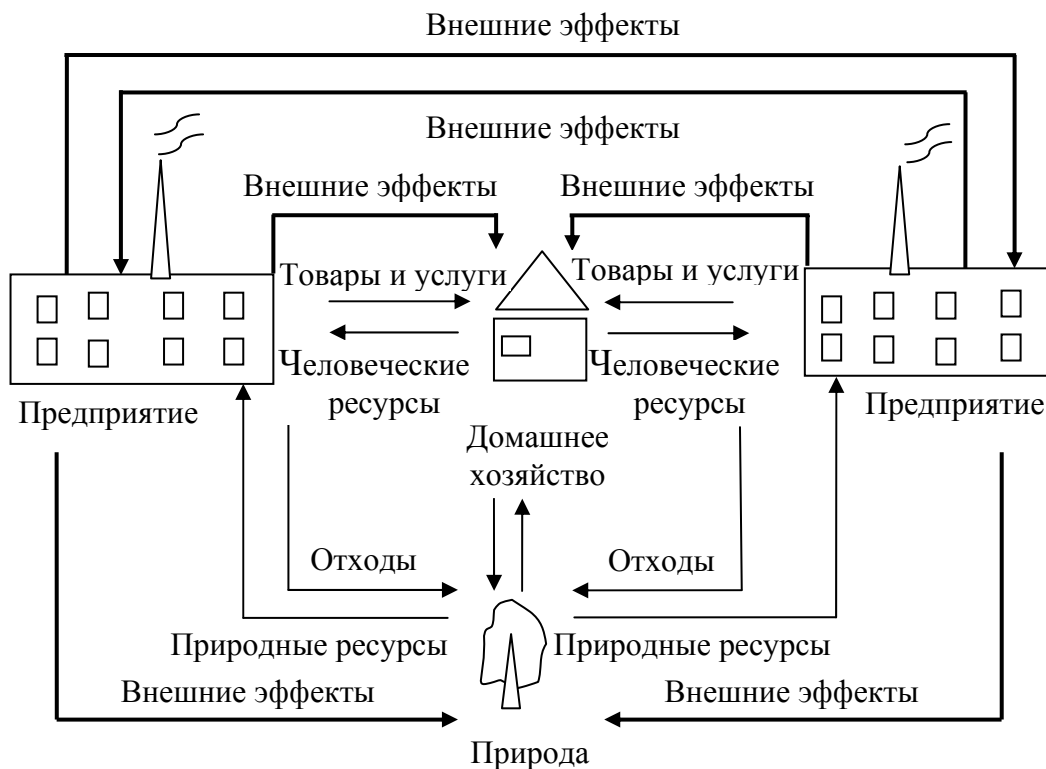 Внешние эффекты
Внешние эффекты
Внешние эффекты Внешние эффекты
Товары и услуги Товары и услуги
Человеческие ресурсы Человеческие ресурсы
Предприятие Предприятие
Домашнее
хозяйство
Отходы Отходы
Природные ресурсы Природные ресурсы
Внешние эффекты Внешние эффекты
Природа